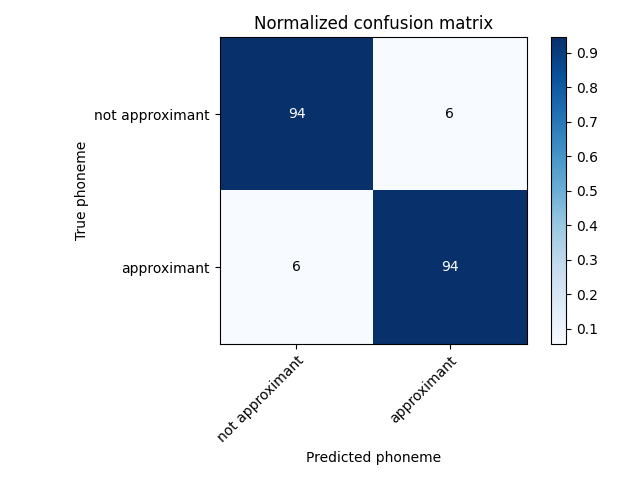 Normalized confusion matrix
True phoneme
not approximant
94
6
approximant
6
94
not approximant
approximant
Predicted phoneme
0.9
0.8
0.7
0.6
0.5
0.4
0.3
0.2
0.1